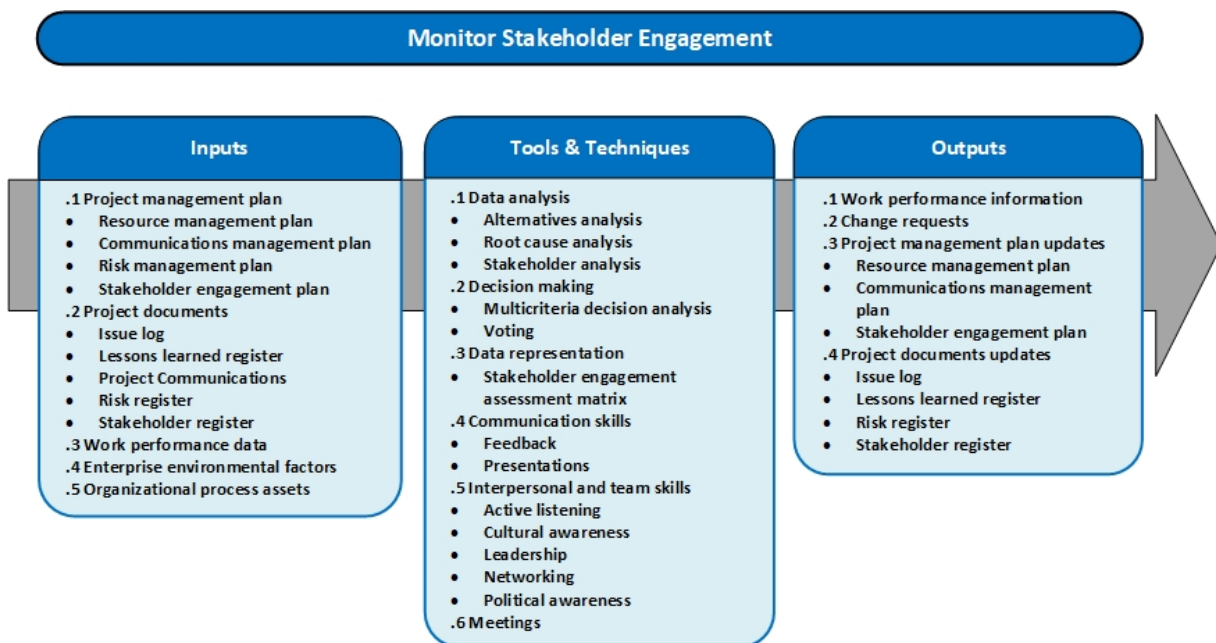 Monitor Stakeholder Engagement
Inputs
.1 Project management plan
• Resource management plan
• Communications management plan
• Risk management plan
• Stakeholder engagement plan
.2 Project documents
• Issue log
• Lessons learned register
• Project Communications
• Risk register
• Stakeholder register
.3 Work performance data
.4 Enterprise environmental factors
.5 Organizational process assets
Tools & Techniques
.1 Data analysis
• Alternatives analysis
• Root cause analysis
• Stakeholder analysis
.2 Decision making
• Multicriteria decision analysis
• Voting
.3 Data representation
• Stakeholder engagement
assessment matrix
.4 Communication skills
• Feedback
• Presentations
.5 Interpersonal and team skills
• Active listening
• Cultural awareness
• Leadership
• Networking
• Political awareness
.6 Meetings
Outputs
.1 Work performance information
.2 Change requests
.3 Project management plan updates
• Resource management plan
• Communications management
plan
• Stakeholder engagement plan
.4 Project documents updates
• Issue log
• Lessons learned register
• Risk register
• Stakeholder register